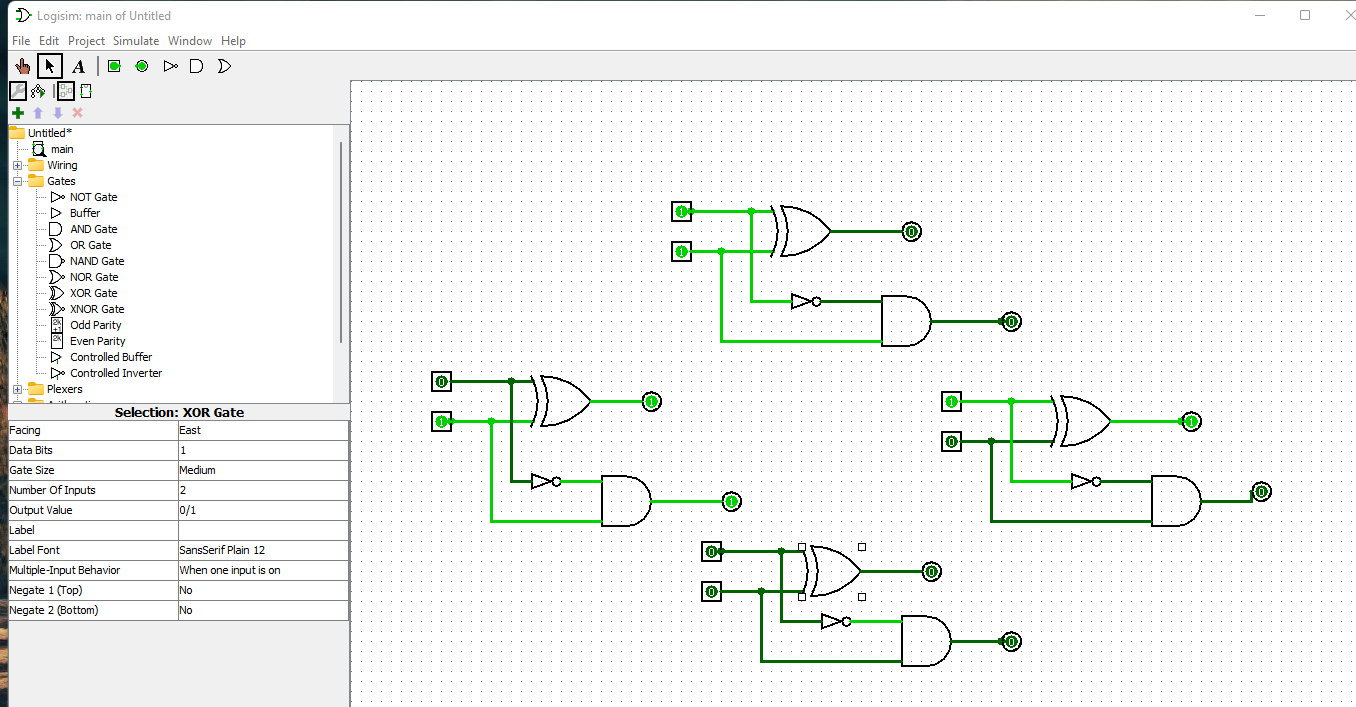 Logisim: main of Untitled
File Edit Project Simulate Window Help
A
Untitled*
main
Wiring
Gates
NOT Gate
Buffer
AND Gate
OR Gate
NAND Gate
NOR Gate
XOR Gate
XNOR Gate
Odd Parity
Even Parity
Controlled Buffer
Controlled Inverter
Plexers
Selection: XOR Gate
Facing East
Data Bits 1
Gate Size Medium
Number Of Inputs 2
Output Value 0/1
Label
Label Font SansSerif Plain 12
Multiple-Input Behavior When one input is on
Negate 1 (Top) No
Negate 2 (Bottom) No
1
0
1
0
0
1
1
1
1
0
0
1
0
0
0
0